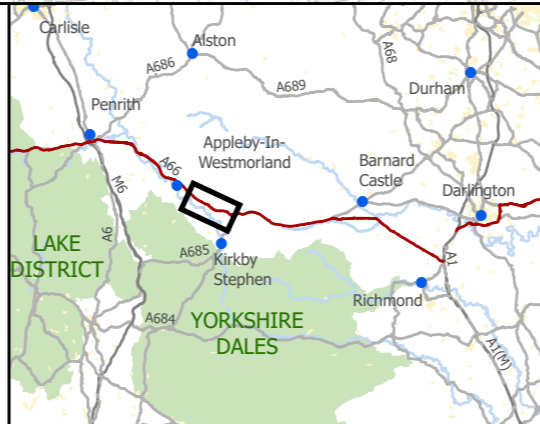 Carlisle
Alston
A68
A686
A689
Durham
Penrith
Appleby-In-
Westmorland
A66
Barnard
Castle
Darlington
M6
A6
LAKE
DISTRICT
A685
Kirkby
Stephen
A1
Richmond
A684
YORKSHIRE
DALES
A1(M)